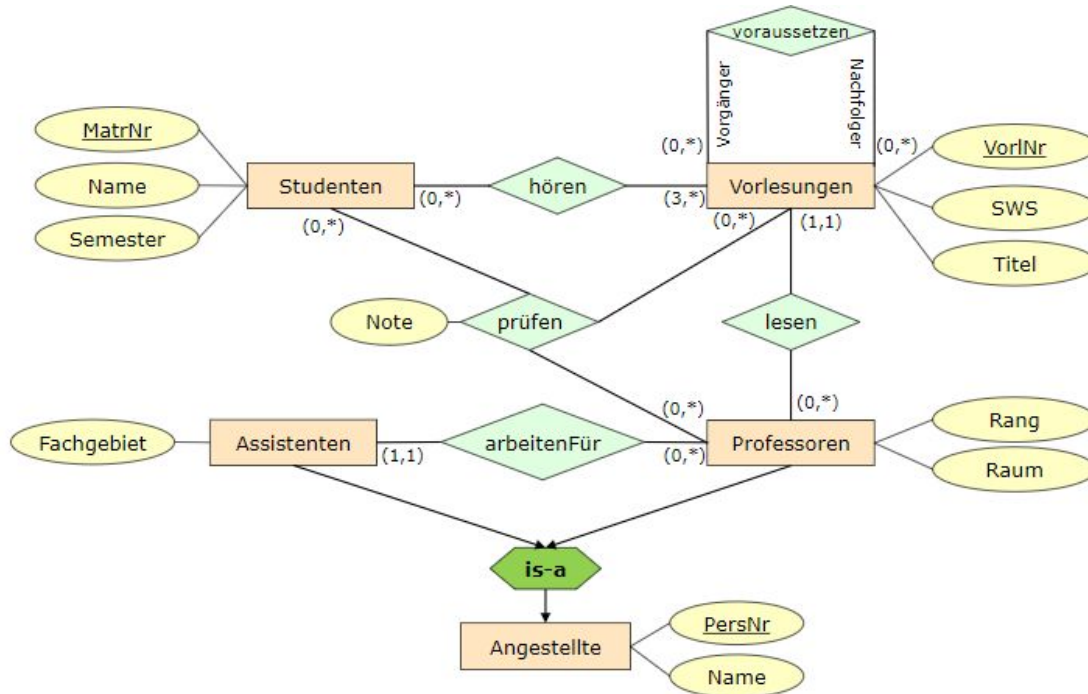 voraussetzen
Vorgänger
Nachfolger
MatrNr
(0,*)
(0,*)
VorlNr
Name
Studenten
(0,*)
hören
(3,*)
Vorlesungen
SWS
Semester
(0,*)
(0,*)
(1,1)
Titel
Note
prüfen
lesen
(0,*)
(0,*)
Rang
Fachgebiet
Assistenten
(1,1)
arbeitenFür
(0,*)
Professoren
Raum
is-a
PersNr
Angestellte
Name